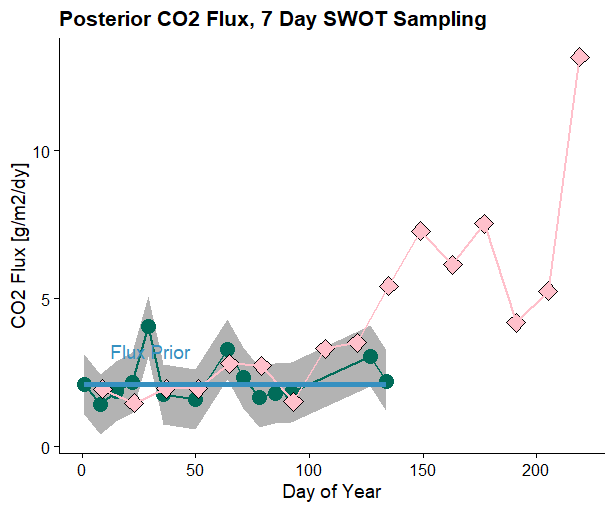 Posterior CO2 Flux, 7 Day SWOT Sampling
CO2 Flux [g/m2/dy]
10
5
0
Flux Prior
0 50 100 150 200
Day of Year